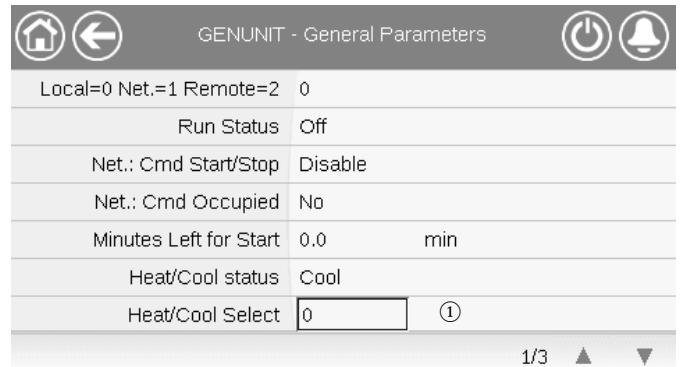 GENUNIT - General Parameters
Local=0 Net.=1 Remote=2 0
Run Status Off
Net.: Cmd Start/Stop Disable
Net.: Cmd Occupied No
Minutes Left for Start 0.0 min
Heat/Cool status Cool
Heat/Cool Select 0 ①
1/3